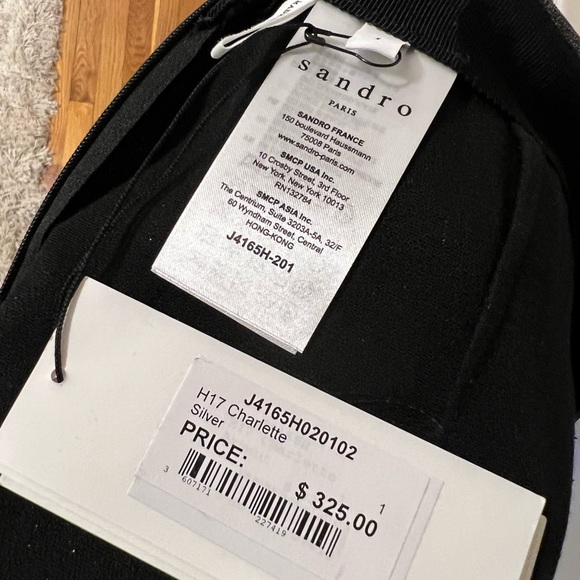 sandro
PARIS
SANDRO FRANCE
150 boulevard Haussmann
75008 Paris
www.sandro-paris.com
SMCP USA Inc.
10 Crosby Street, 3rd Floor
New York, New York 10013
RN132784
SMCP ASIA Inc.
The Centrium, Suite 3203A-5A, 32/F
60 Wyndham Street, Central
HONG-KONG
J4165H-201
J4165H020102
H17 Charlette
Silver
PRICE:
1
$ 325.00
3 607171 227419